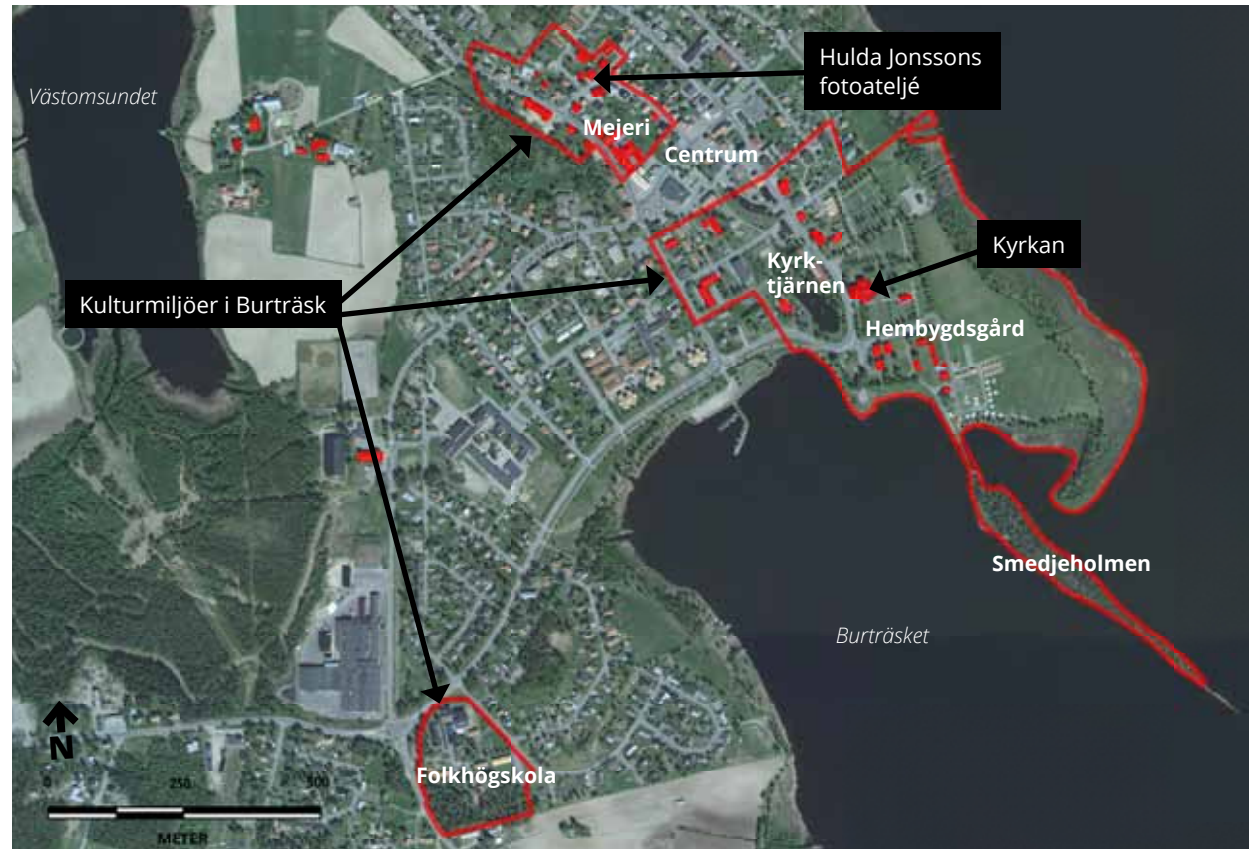 Hulda Jonssons
fotoateljé
Västomsundet
Mejeri
Centrum
Kyrkan
Kyrk-
tjärnen
Kulturmiljöer i Burträsk
Hembygdsgård
Smedjeholmen
Burträsket
N
Folkhögskola
0 250 500
METER